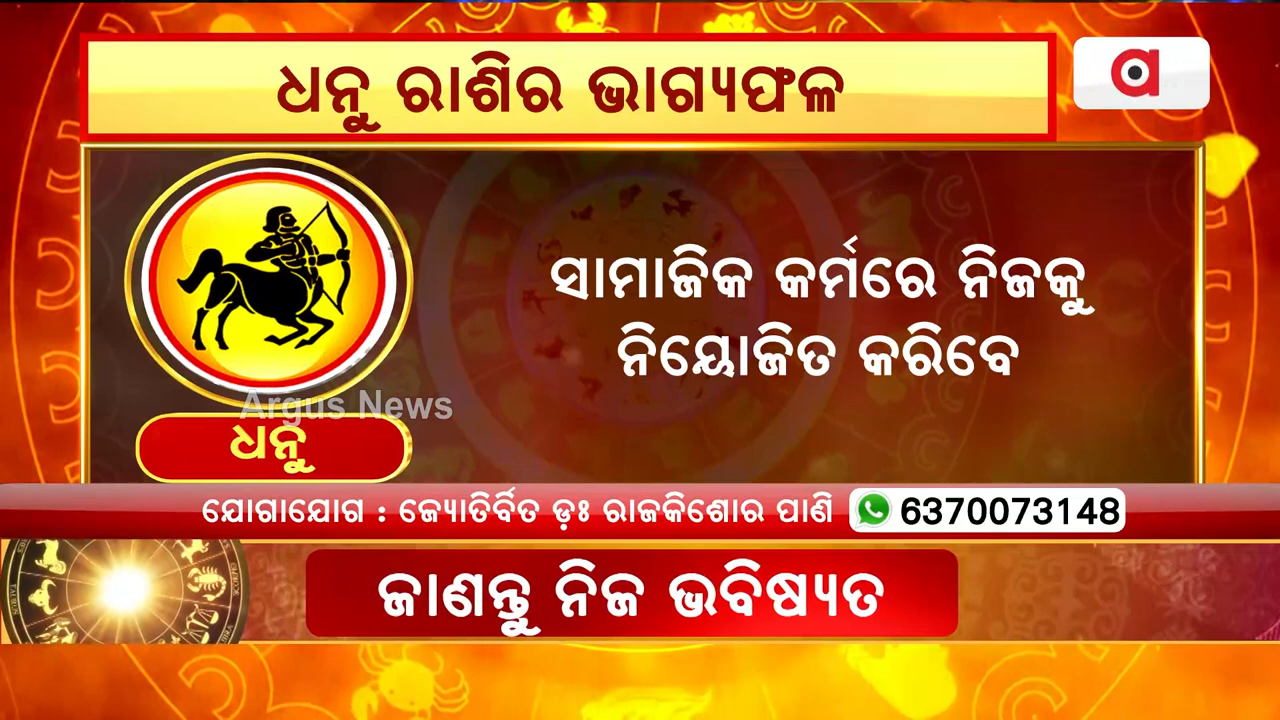 ଧନୁ ରାଶିର ଭାଗ୍ୟଫଳ
ସାମାଜିକ କର୍ମରେ ନିଜକୁ
ନିୟୋଜିତ କରିବେ
Argus News
ଧନୁ
ଯୋଗାଯୋଗ : ଜ୍ୟୋତିର୍ବିତ ଡ଼ଃ ରାଜକିଶୋର ପାଣି 6370073148
ଜାଣନ୍ତୁ ନିଜ ଭବିଷ୍ୟତ